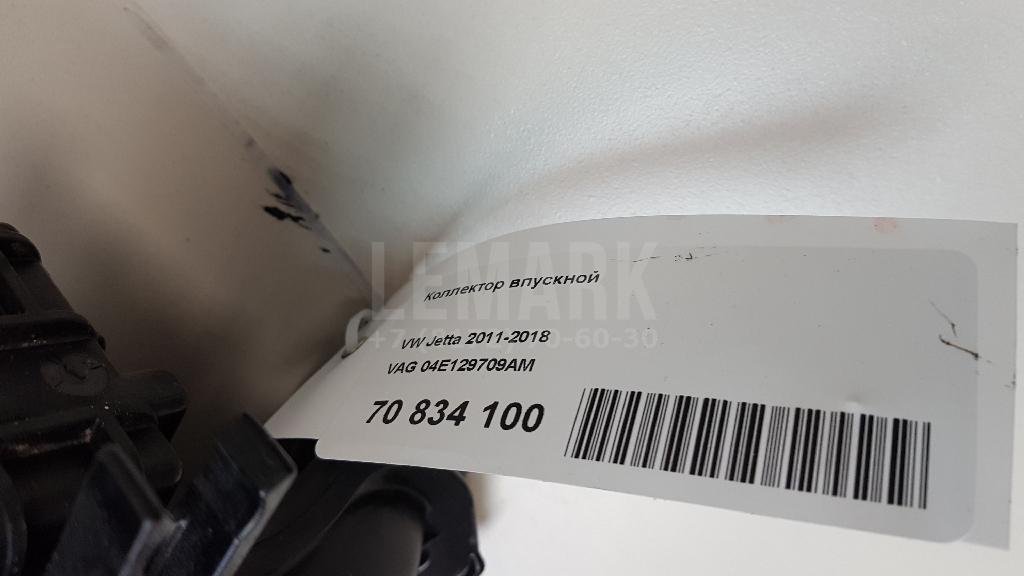 LEMARK
Коллектор впускной
VW Jetta 2011-2018
VAG 04E129709AM
70 834 100